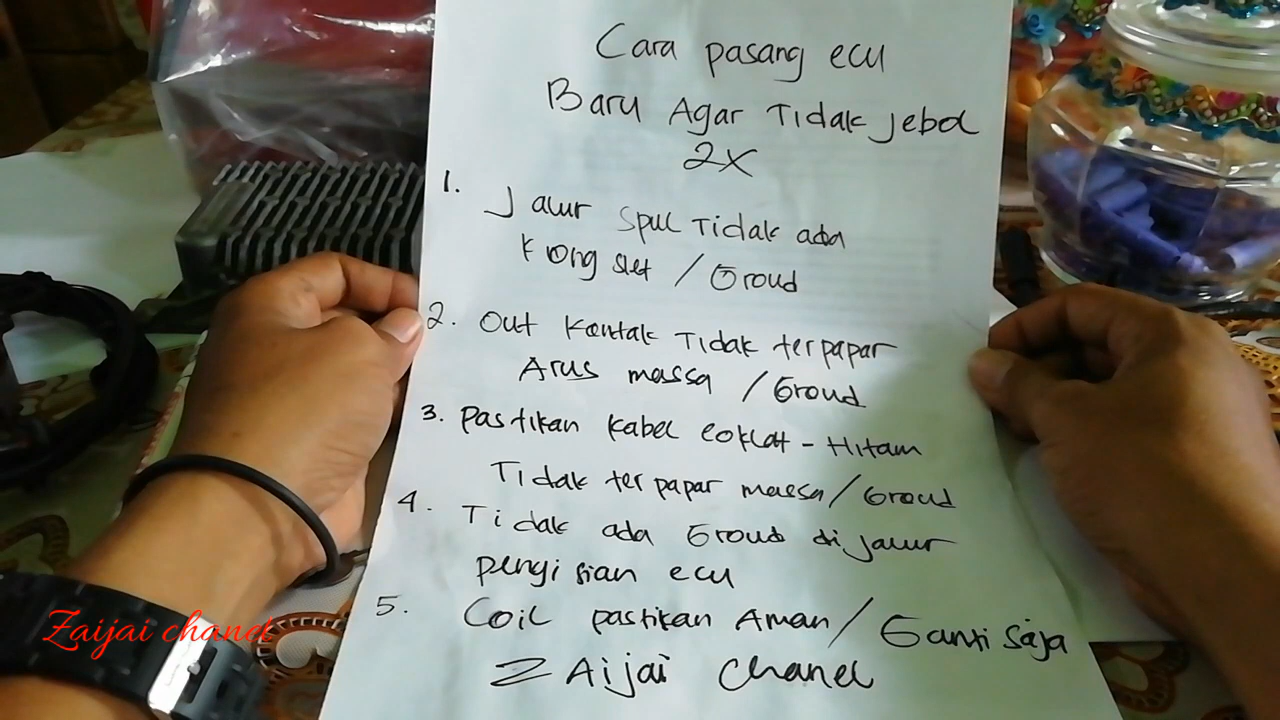 Cara pasang ecu
Baru Agar Tidak jebol
2X
1. Jalur Spul Tidak ada
Kongslet / Groud
2. Out Kontak Tidak terpapar
Arus massa / Groud
3. Pastikan Kabel Coklat - Hitam
Tidak terpapar massa / Groud
4. Tidak ada Groud di jalur
pengisian ecu
5. Coil pastikan Aman / Ganti saja
ZAijai Chanel
Zaijai chanel